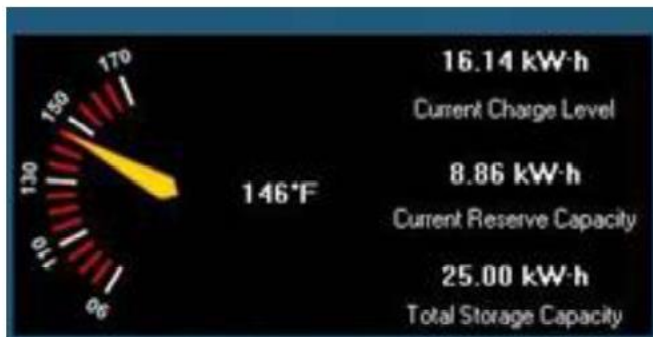 170
150
130
110
90
146°F
16.14 kW·h
Current Charge Level
8.86 kW·h
Current Reserve Capacity
25.00 kW·h
Total Storage Capacity